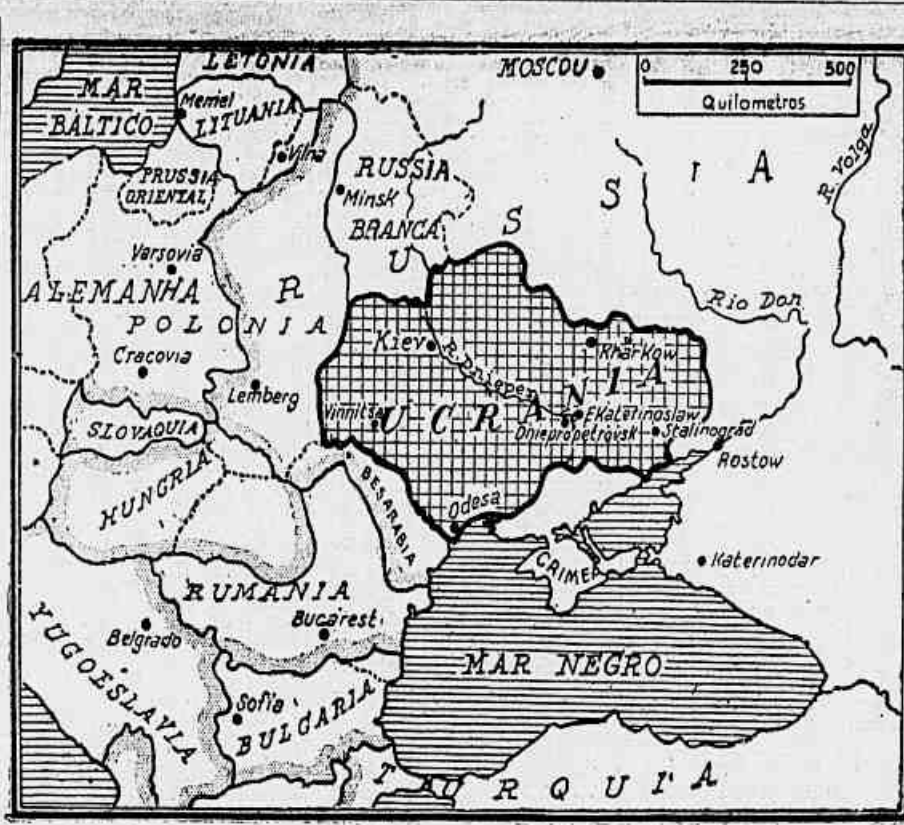 LETONIA
MOSCOU
0 250 500
Quilometros
MAR
BÁLTICO
Memel
LITUANIA
Vilna
PRUSSIA
ORIENTAL
RUSSIA
Minsk
BRANCA
R U S S I A
R. Volga
Varsovia
ALEMANHA
POLONIA
Cracovia
Lemberg
Rio Don
Kiev
R. Dnieper
Kharkow
UCRANIA
Vinnitsa
EKaterinoslaw
Dniepropetrovsk
Stalinograd
Rostow
SLOVAQUIA
HUNGRIA
BESARABIA
Odesa
CRIMEA
Katerinodar
RUMANIA
Bucarest
YUGOESLAVIA
Belgrado
MAR NEGRO
Sofia
BULGARIA
TURQUIA